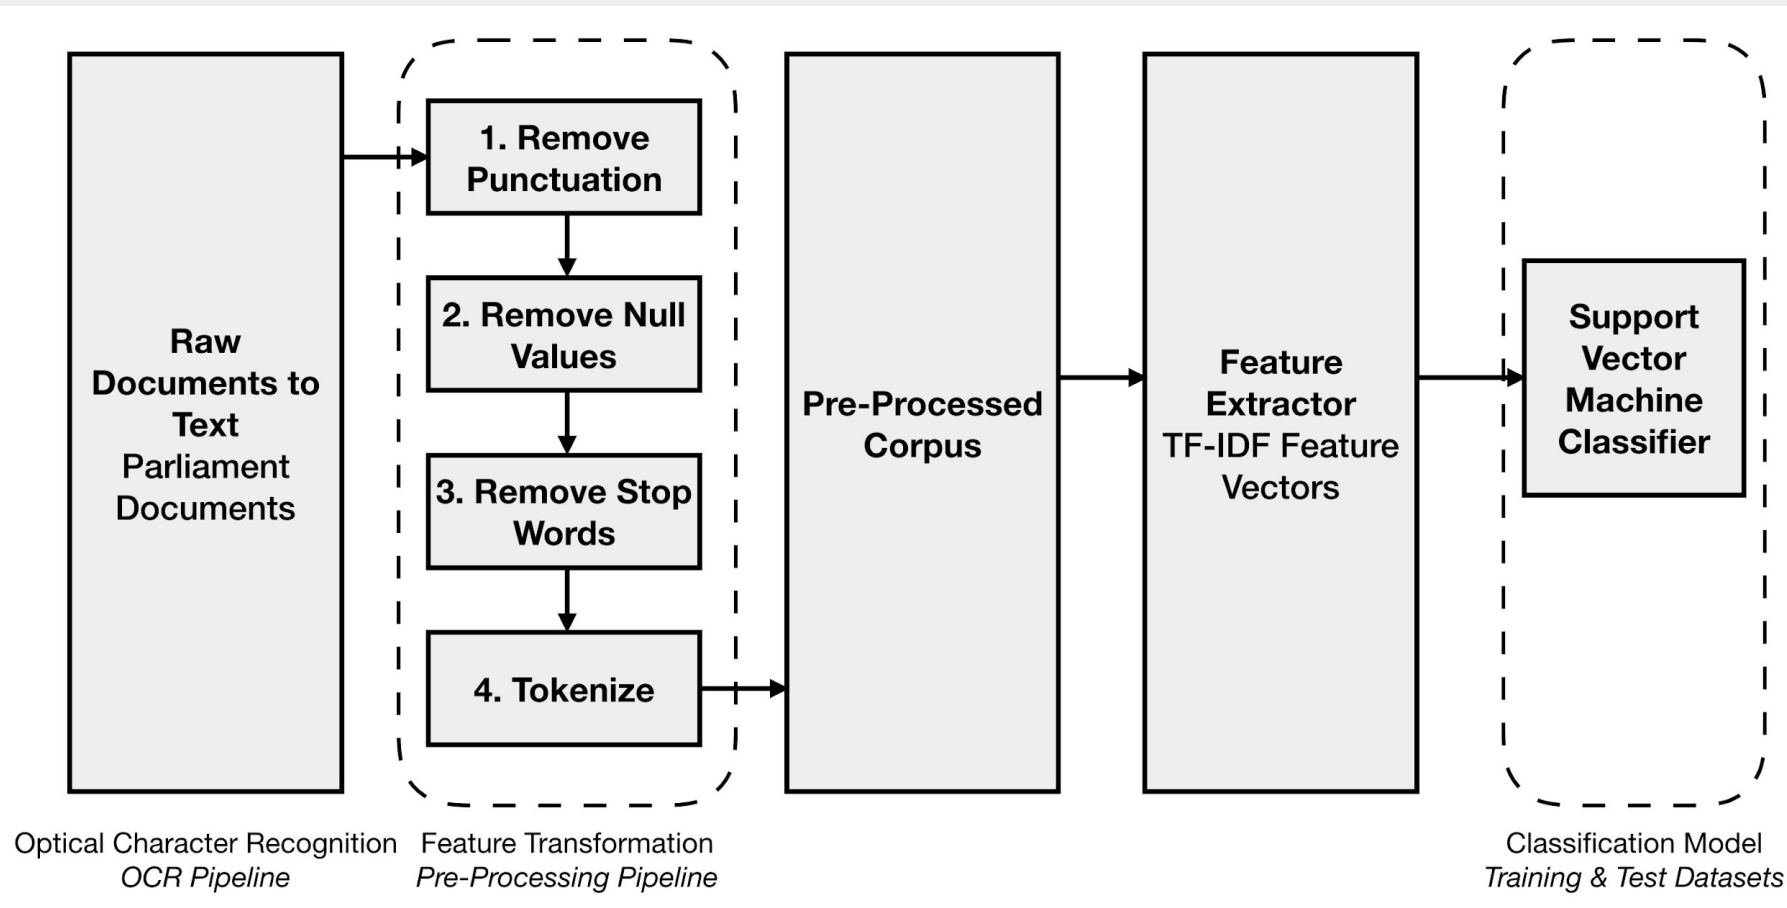 Raw
Documents to
Text
Parliament
Documents
1. Remove
Punctuation
2. Remove Null
Values
3. Remove Stop
Words
4. Tokenize
Pre-Processed
Corpus
Feature
Extractor
TF-IDF Feature
Vectors
Support
Vector
Machine
Classifier
Optical Character Recognition
OCR Pipeline
Feature Transformation
Pre-Processing Pipeline
Classification Model
Training & Test Datasets